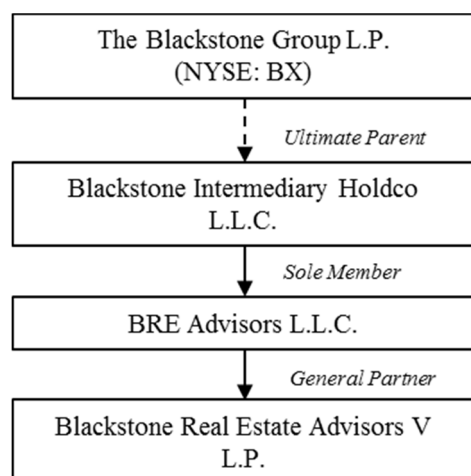 The Blackstone Group L.P.
(NYSE: BX)
Ultimate Parent
Blackstone Intermediary Holdco
L.L.C.
Sole Member
BRE Advisors L.L.C.
General Partner
Blackstone Real Estate Advisors V
L.P.